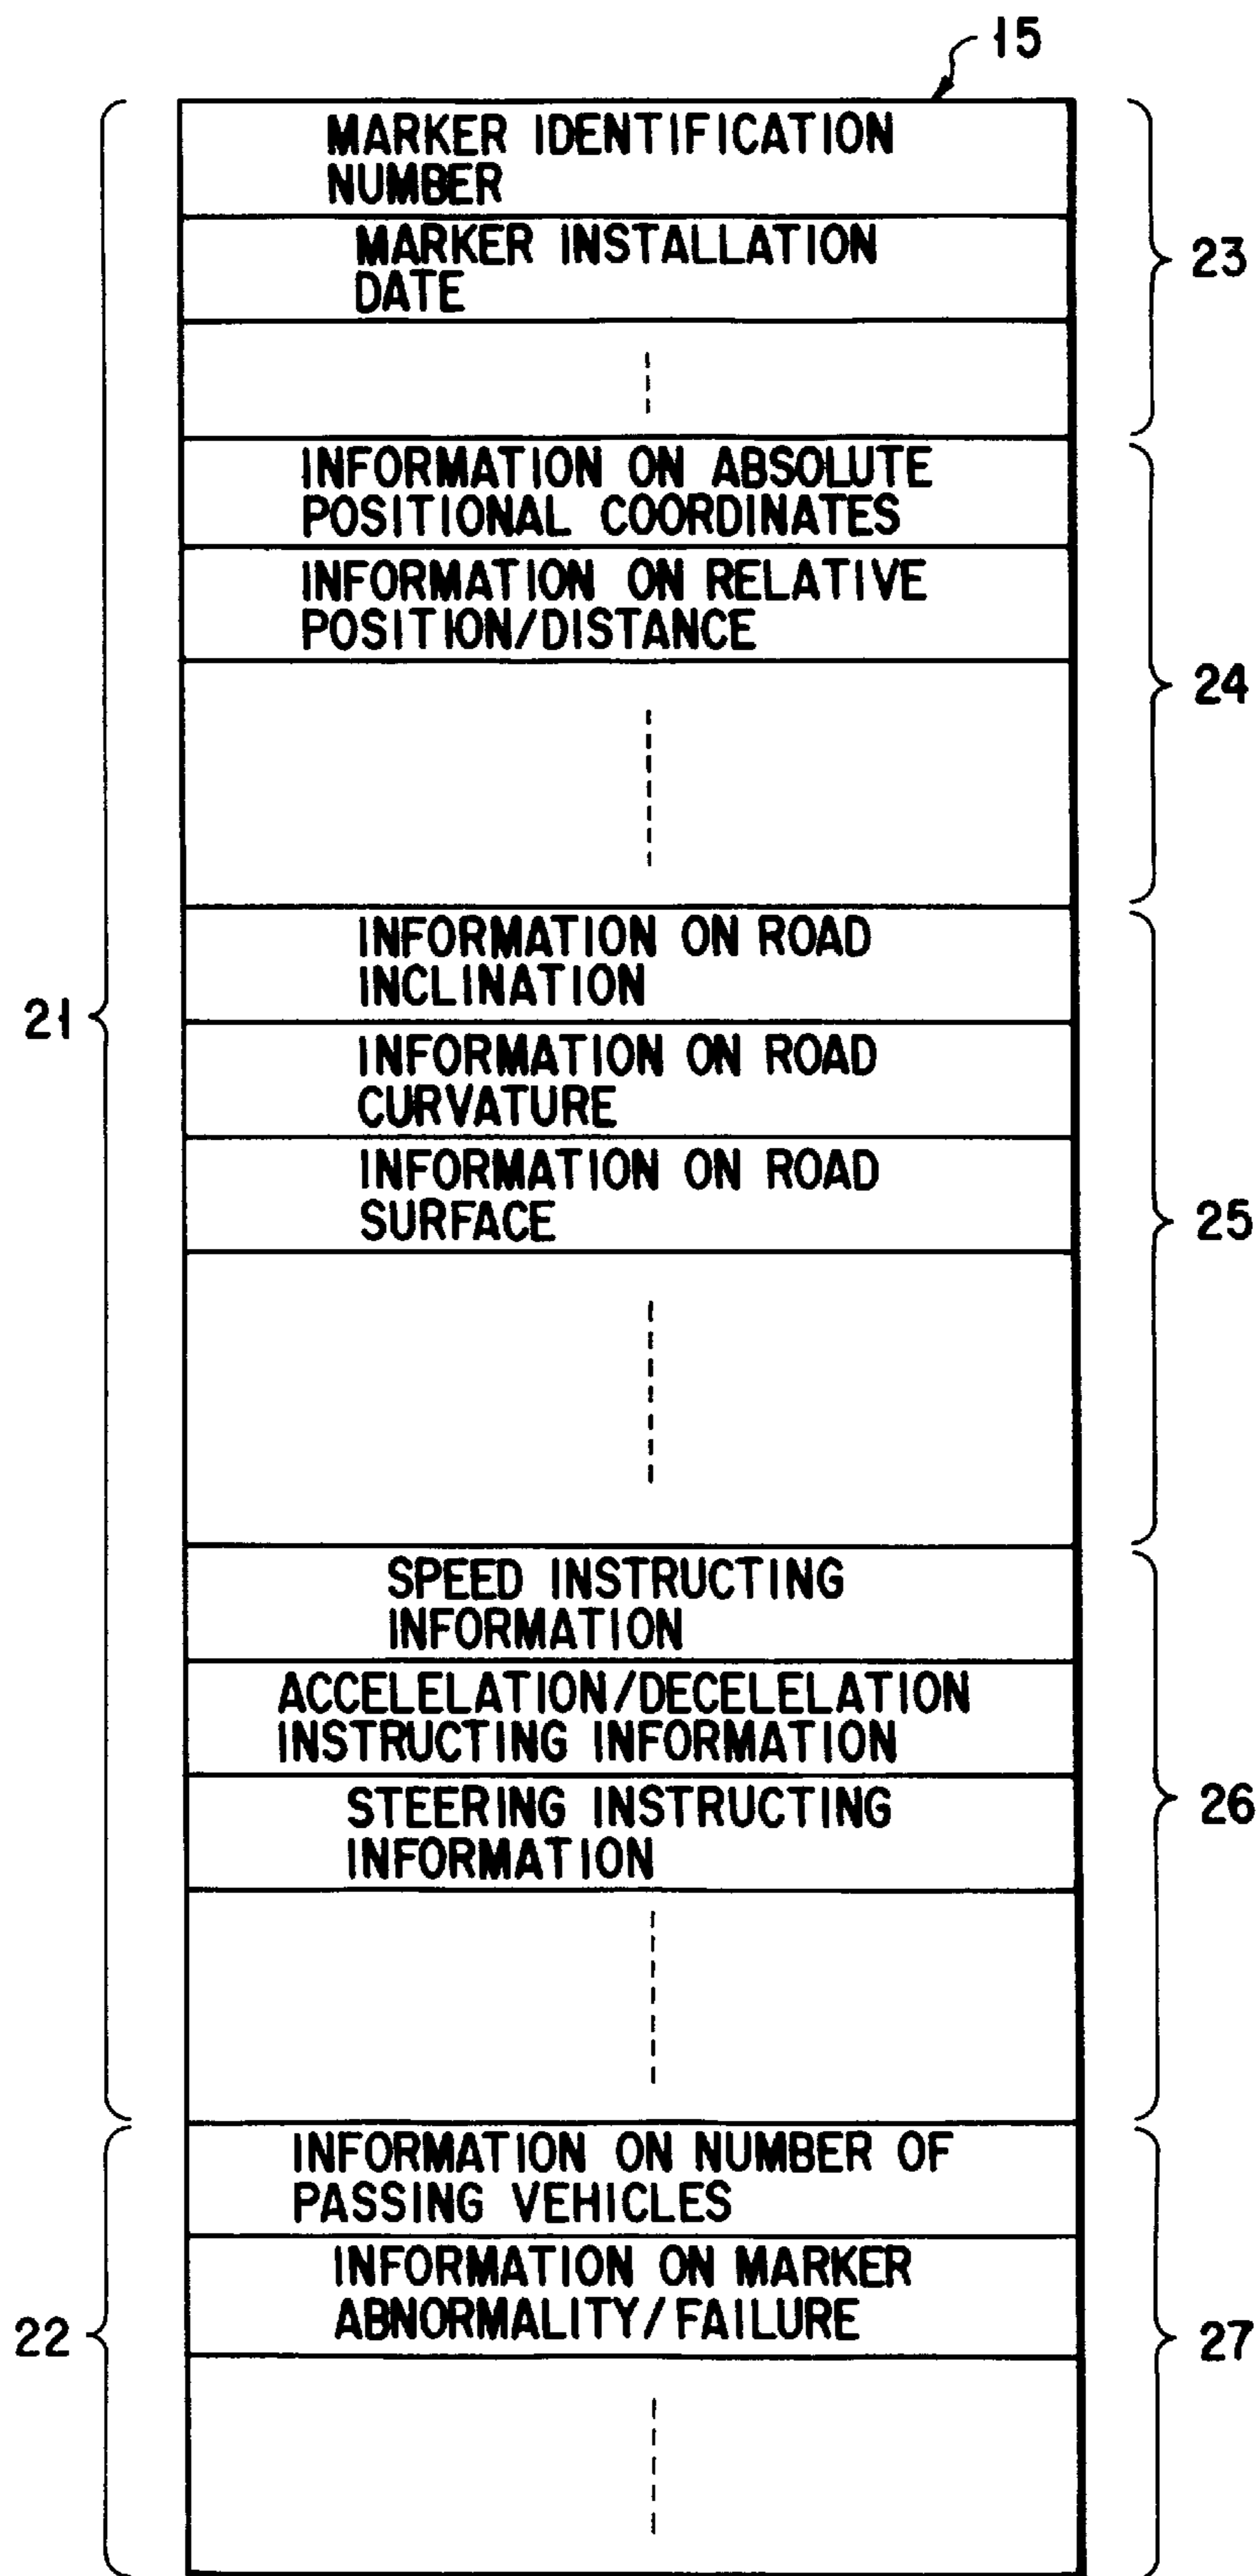 15
MARKER IDENTIFICATION
NUMBER
MARKER INSTALLATION
DATE
23
INFORMATION ON ABSOLUTE
POSITIONAL COORDINATES
INFORMATION ON RELATIVE
POSITION/DISTANCE
24
INFORMATION ON ROAD
INCLINATION
21
INFORMATION ON ROAD
CURVATURE
INFORMATION ON ROAD
SURFACE
25
SPEED INSTRUCTING
INFORMATION
ACCELELATION/DECELELATION
INSTRUCTING INFORMATION
STEERING INSTRUCTING
INFORMATION
26
INFORMATION ON NUMBER OF
PASSING VEHICLES
INFORMATION ON MARKER
ABNORMALITY/FAILURE
22
27